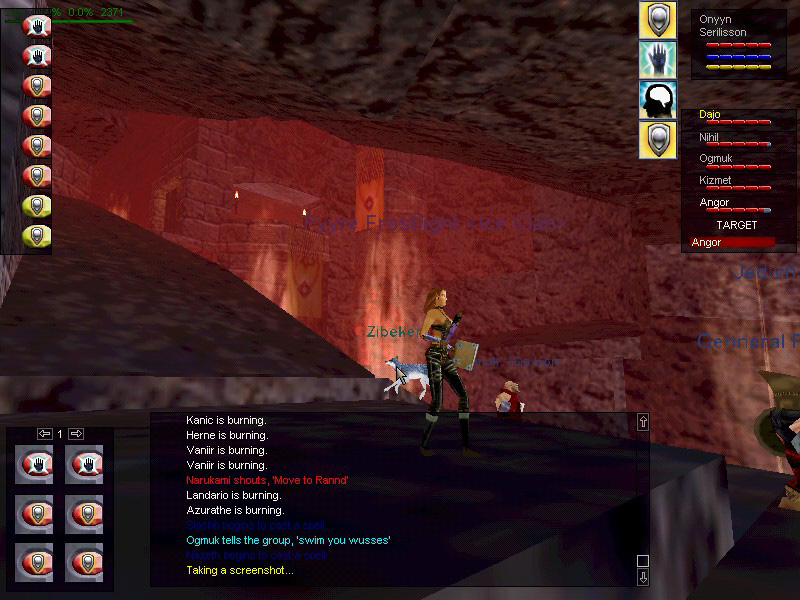 % 0.0% 2371
Onyyn
Serilisson
Dajo
Nihil
Ogmuk
Kizmet
Angor
TARGET
Angor
Zibeker
1
Kanic is burning.
Herne is burning.
Vaniir is burning.
Vaniir is burning.
Narukami shouts, 'Move to Rannd'
Landario is burning.
Azurathe is burning.
begins to cast a spell.
Ogmuk tells the group, 'swim you wusses'
begins to cast a spell.
Taking a screenshot...